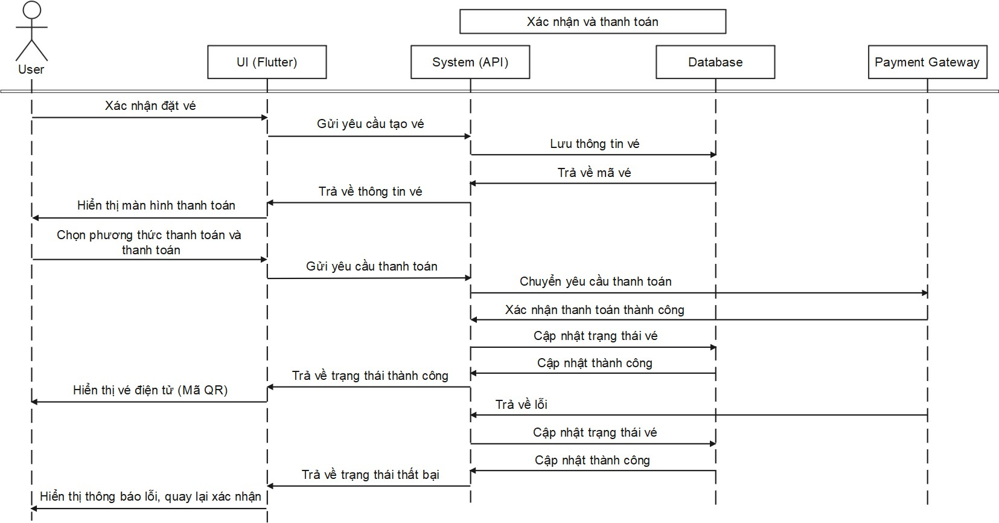 Xác nhận và thanh toán
User
UI (Flutter)
System (API)
Database
Payment Gateway
Xác nhận đặt vé
Gửi yêu cầu tạo vé
Lưu thông tin vé
Trả về mã vé
Trả về thông tin vé
Hiển thị màn hình thanh toán
Chọn phương thức thanh toán và
thanh toán
Gửi yêu cầu thanh toán
Chuyển yêu cầu thanh toán
Xác nhận thanh toán thành công
Cập nhật trạng thái vé
Cập nhật thành công
Trả về trạng thái thành công
Hiển thị vé điện tử (Mã QR)
Trả về lỗi
Cập nhật trạng thái vé
Cập nhật thành công
Trả về trạng thái thất bại
Hiển thị thông báo lỗi, quay lại xác nhận